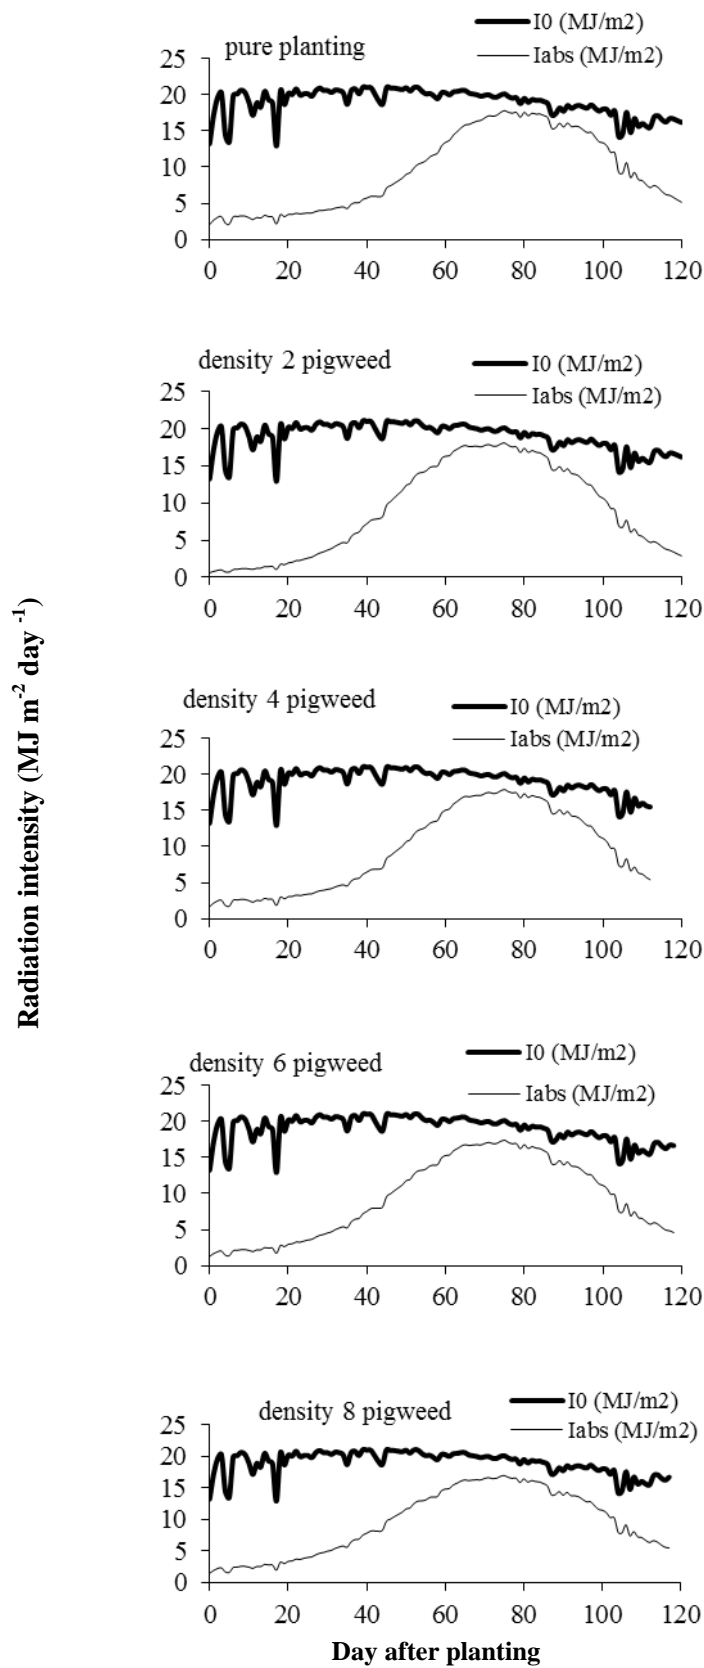 I0 (MJ/m2)
pure planting
Iabs (MJ/m2)
25
20
15
10
5
0
0 20 40 60 80 100 120
density 2 pigweed
I0 (MJ/m2)
Iabs (MJ/m2)
25
20
15
10
5
0
0 20 40 60 80 100 120
density 4 pigweed
I0 (MJ/m2)
Iabs (MJ/m2)
25
20
15
10
5
0
0 20 40 60 80 100 120
density 6 pigweed
I0 (MJ/m2)
Iabs (MJ/m2)
25
20
15
10
5
0
0 20 40 60 80 100 120
density 8 pigweed
I0 (MJ/m2)
Iabs (MJ/m2)
25
20
15
10
5
0
0 20 40 60 80 100 120
Day after planting
Radiation intensity (MJ m-2 day -1)